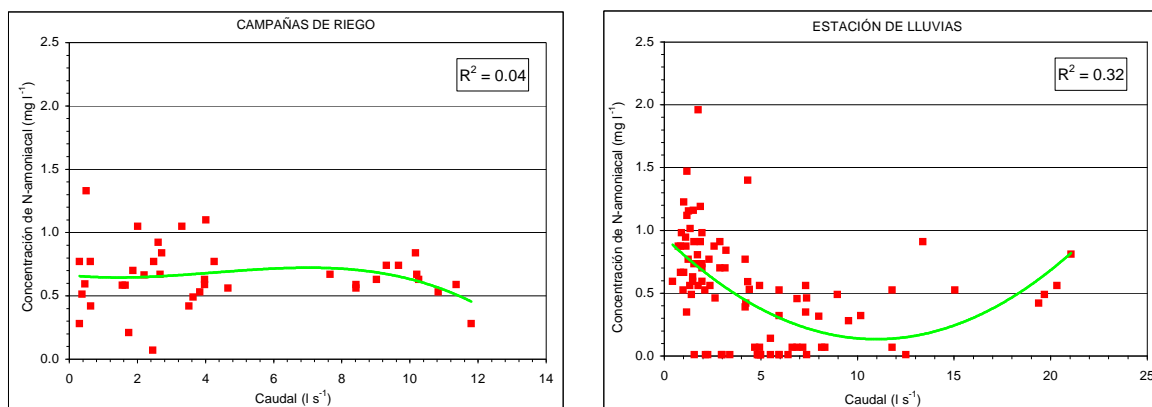 CAMPAÑAS DE RIEGO
R² = 0.04
Concentración de N-amoniacal (mg l⁻¹)
2.5
2.0
1.5
1.0
0.5
0.0
0 2 4 6 8 10 12 14
Caudal (l s⁻¹)
ESTACIÓN DE LLUVIAS
R² = 0.32
Concentración de N-amoniacal (mg l⁻¹)
2.5
2.0
1.5
1.0
0.5
0.0
0 5 10 15 20 25
Caudal (l s⁻¹)